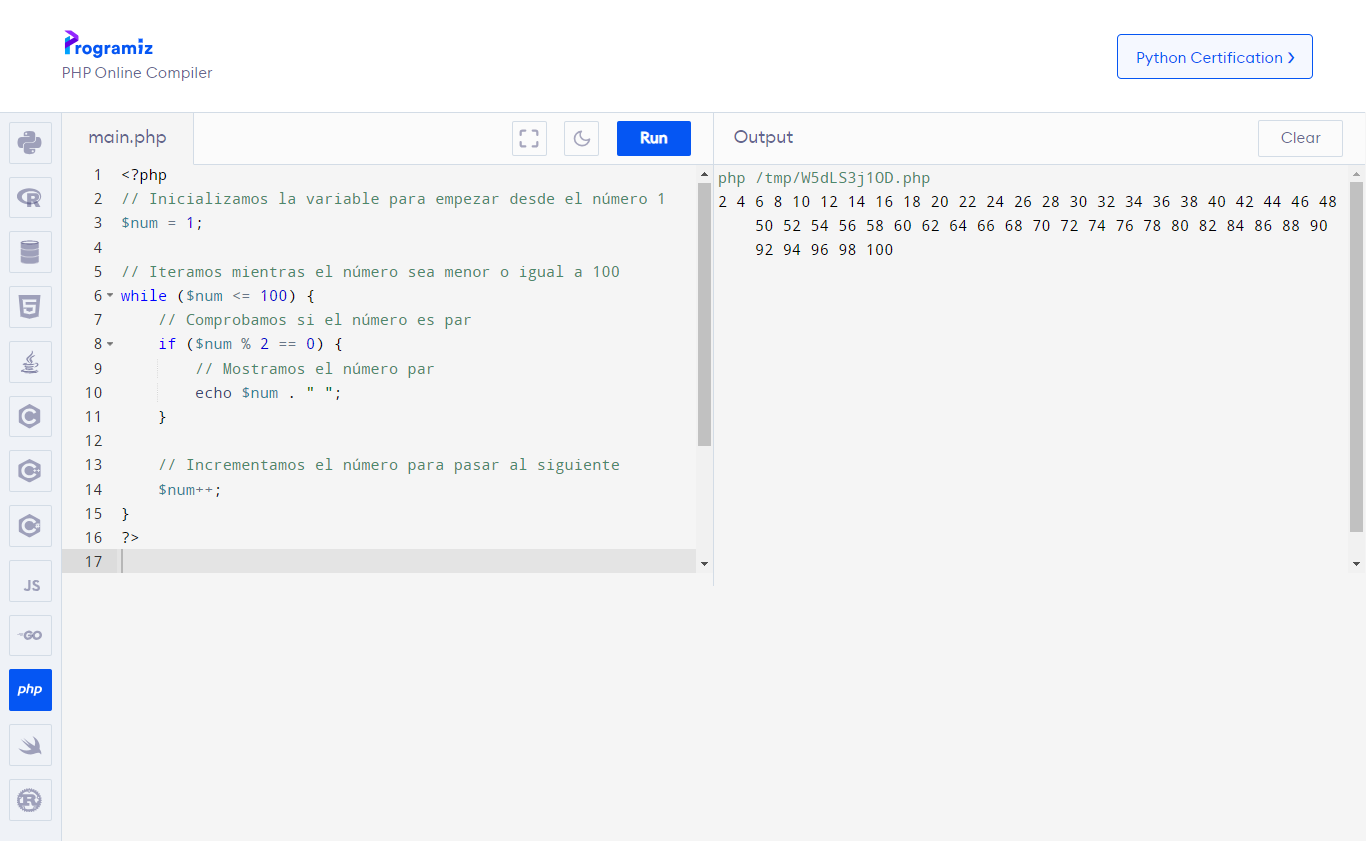 Programiz
PHP Online Compiler
Python Certification
main.php
Run
Output
Clear
1 <?php
2 // Inicializamos la variable para empezar desde el número 1
3 $num = 1;
4
5 // Iteramos mientras el número sea menor o igual a 100
6 while ($num <= 100) {
7 // Comprobamos si el número es par
8 if ($num % 2 == 0) {
9 // Mostramos el número par
10 echo $num . " ";
11 }
12
13 // Incrementamos el número para pasar al siguiente
14 $num++;
15 }
16 ?>
17
php /tmp/W5dLS3j1OD.php
2 4 6 8 10 12 14 16 18 20 22 24 26 28 30 32 34 36 38 40 42 44 46 48
50 52 54 56 58 60 62 64 66 68 70 72 74 76 78 80 82 84 86 88 90
92 94 96 98 100
R
5
C
C
C
JS
GO
php
R